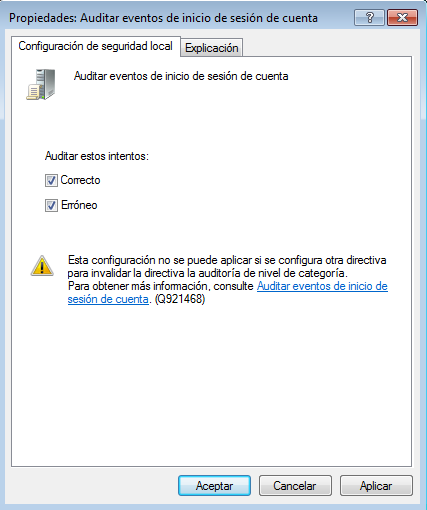 Propiedades: Auditar eventos de inicio de sesión de cuenta
Configuración de seguridad local
Explicación
Auditar eventos de inicio de sesión de cuenta
Auditar estos intentos:
Correcto
Erróneo
Esta configuración no se puede aplicar si se configura otra directiva
para invalidar la directiva la auditoría de nivel de categoría.
Para obtener más información, consulte Auditar eventos de inicio de
sesión de cuenta. (Q921468)
Aceptar
Cancelar
Aplicar